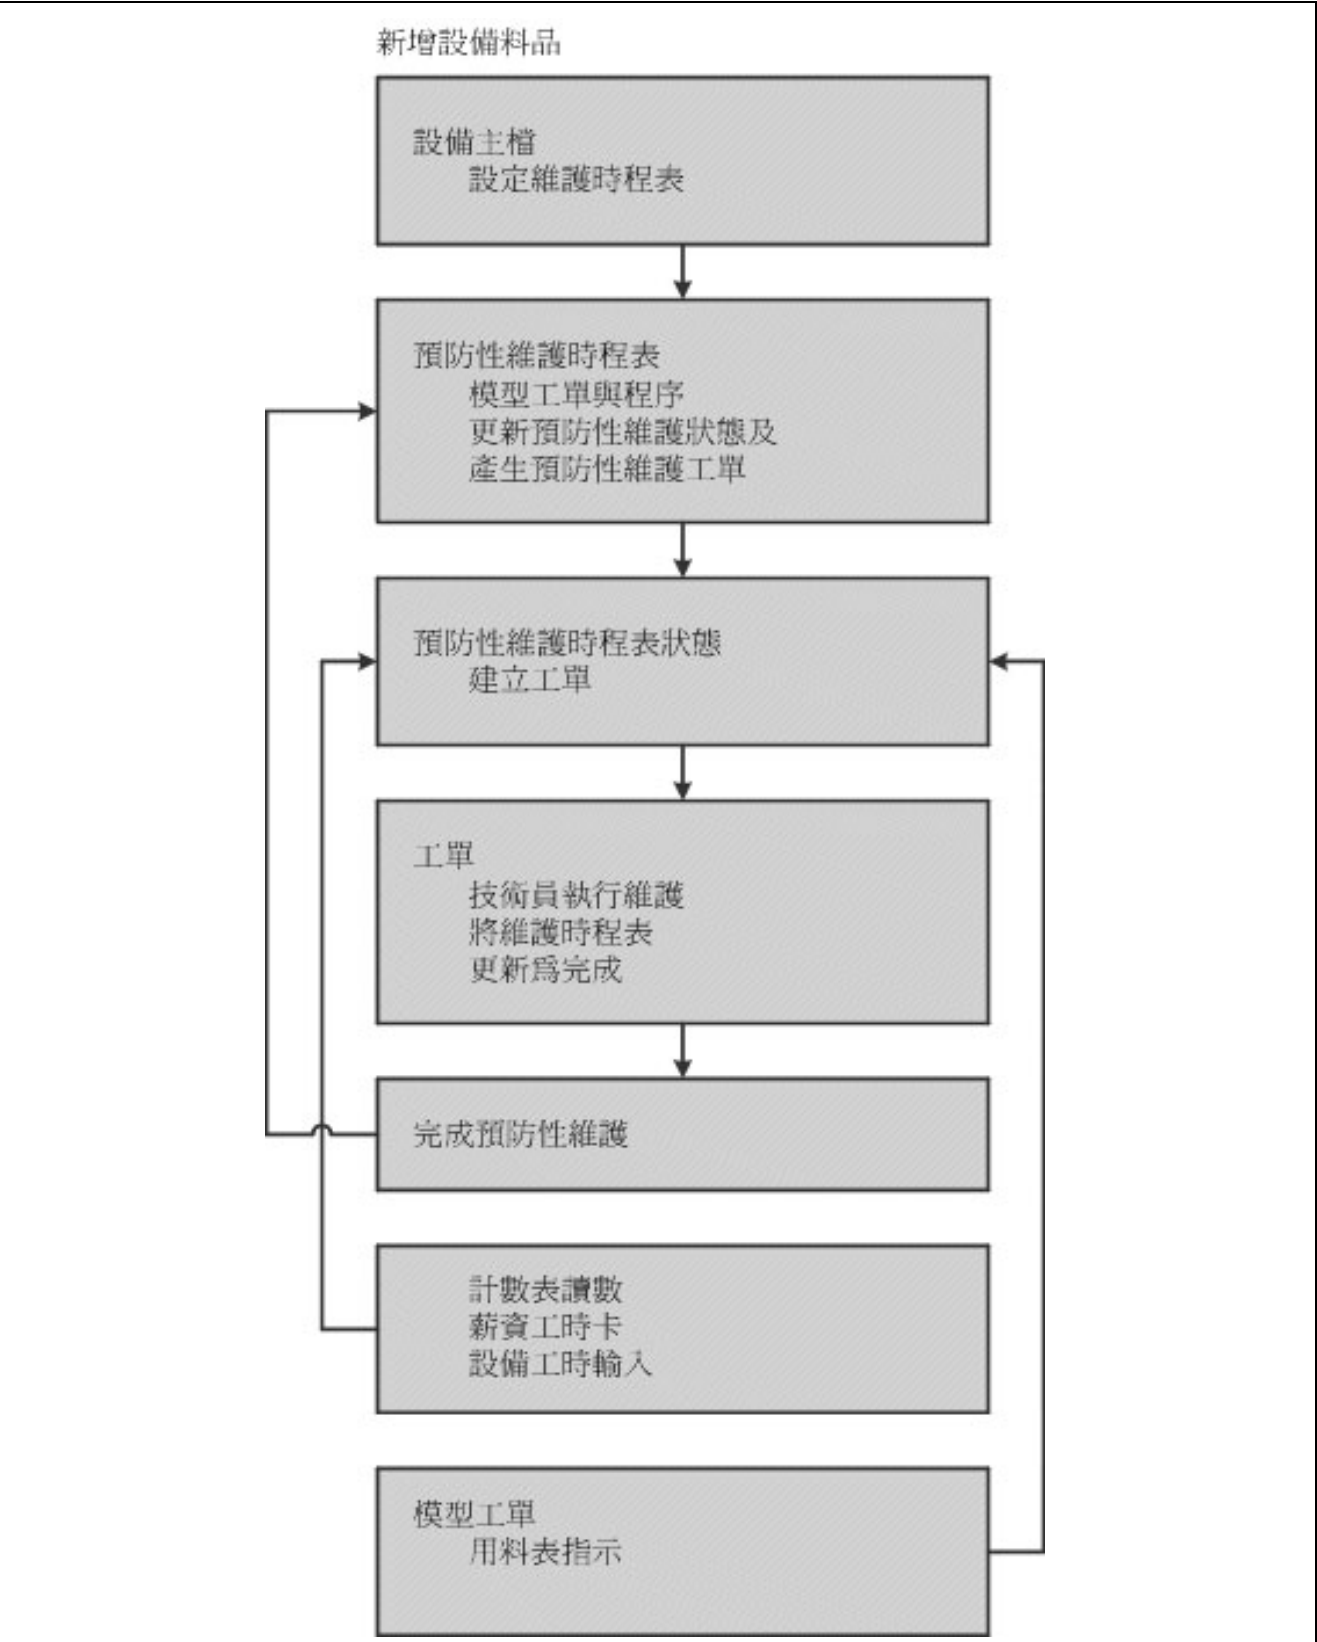 新增設備料品
設備主檔
設定維護時程表
預防性維護時程表
模型工單與程序
更新預防性維護狀態及
產生預防性維護工單
預防性維護時程表狀態
建立工單
工單
技術員執行維護
將維護時程表
更新爲完成
完成預防性維護
計數表讀數
薪資工時卡
設備工時輸入
模型工單
用料表指示